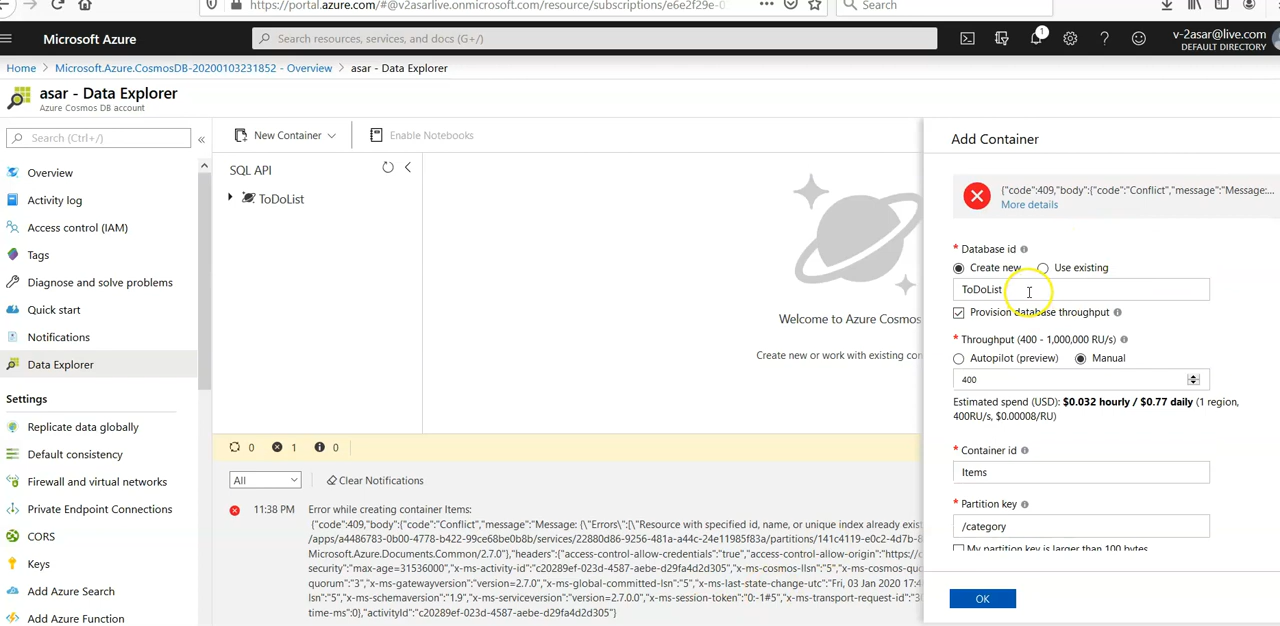 https://portal.azure.com/#@v2asarlive.onmicrosoft.com/resource/subscriptions/e6e2f29e-0
Search
Microsoft Azure
Search resources, services, and docs (G+/)
1
v-2asar@live.com
DEFAULT DIRECTORY
Home > Microsoft.Azure.CosmosDB-20200103231852 - Overview > asar - Data Explorer
asar - Data Explorer
Azure Cosmos DB account
Search (Ctrl+/)
«
Overview
Activity log
Access control (IAM)
Tags
Diagnose and solve problems
Quick start
Notifications
Data Explorer
Settings
Replicate data globally
Default consistency
Firewall and virtual networks
Private Endpoint Connections
CORS
Keys
Add Azure Search
Add Azure Function
New Container
Enable Notebooks
SQL API
ToDoList
Welcome to Azure Cosmos
Create new or work with existing con
0 1 0
All
Clear Notifications
11:38 PM Error while creating container Items:
{"code":409,"body":{"code":"Conflict","message":"Message: {\"Errors\":[\"Resource with specified id, name, or unique index already exis
/apps/a4486783-0b00-4778-b422-99ce68be0b8b/services/22880d86-9256-481a-a44c-24e11985f83a/partitions/141c4119-e0c2-4d7b-8
Microsoft.Azure.Documents.Common/2.7.0"},"headers":{"access-control-allow-credentials":"true","access-control-allow-origin":"https://
security":"max-age=31536000","x-ms-activity-id":"c20289ef-023d-4587-aebe-d29fa4d2d305","x-ms-cosmos-llsn":"5","x-ms-cosmos-quo
quorum":"3","x-ms-gatewayversion":"version=2.7.0","x-ms-global-committed-lsn":"5","x-ms-last-state-change-utc":"Fri, 03 Jan 2020 17:4
lsn":"5","x-ms-schemaversion":"1.9","x-ms-serviceversion":"version=2.7.0.0","x-ms-session-token":"0:-1#5","x-ms-transport-request-id":"3
time-ms":0},"activityId":"c20289ef-023d-4587-aebe-d29fa4d2d305"}
Add Container
{"code":409,"body":{"code":"Conflict","message":"Message:...
More details
* Database id
Create new Use existing
ToDoList
Provision database throughput
* Throughput (400 - 1,000,000 RU/s)
Autopilot (preview) Manual
400
Estimated spend (USD): $0.032 hourly / $0.77 daily (1 region,
400RU/s, $0.00008/RU)
* Container id
Items
* Partition key
/category
My partition key is larger than 100 bytes
OK